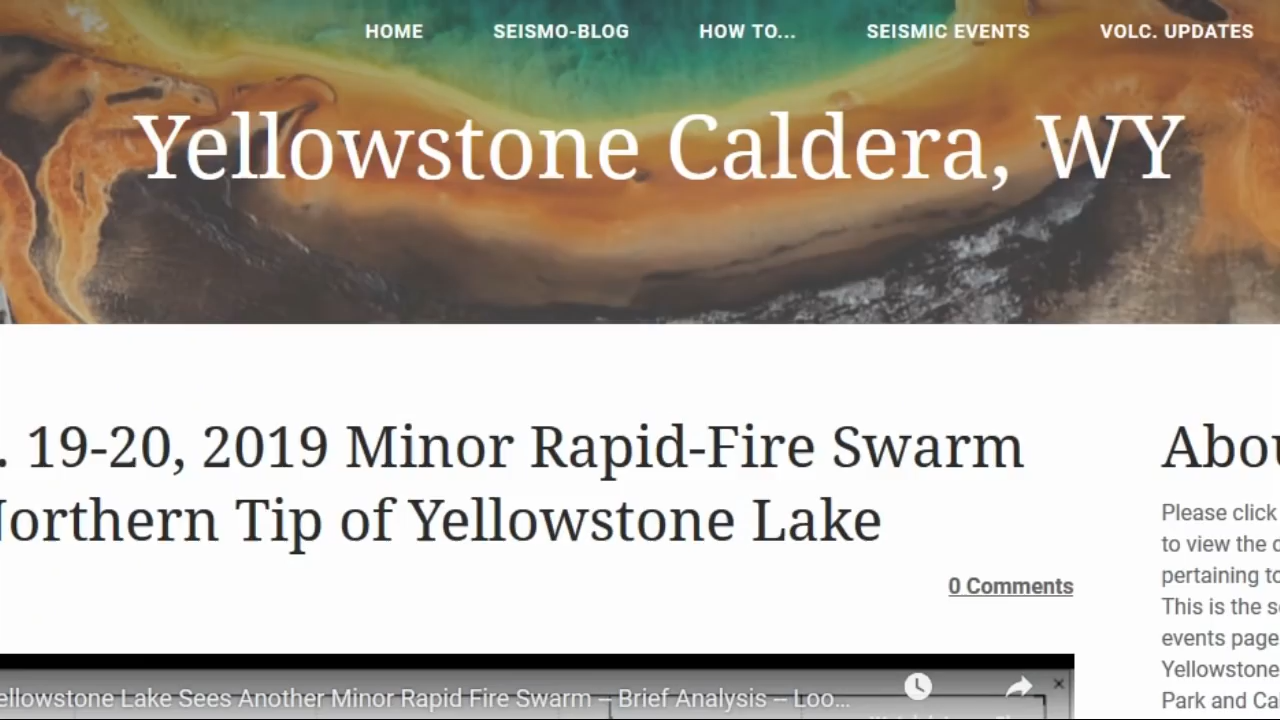 HOME SEISMO-BLOG HOW TO... SEISMIC EVENTS VOLC. UPDATES
Yellowstone Caldera, WY
. 19-20, 2019 Minor Rapid-Fire Swarm
Northern Tip of Yellowstone Lake
0 Comments
ellowstone Lake Sees Another Minor Rapid Fire Swarm -- Brief Analysis -- Loo...
Abou
Please click
to view the
pertaining to
This is the
events page
Yellowstone
Park and Ca